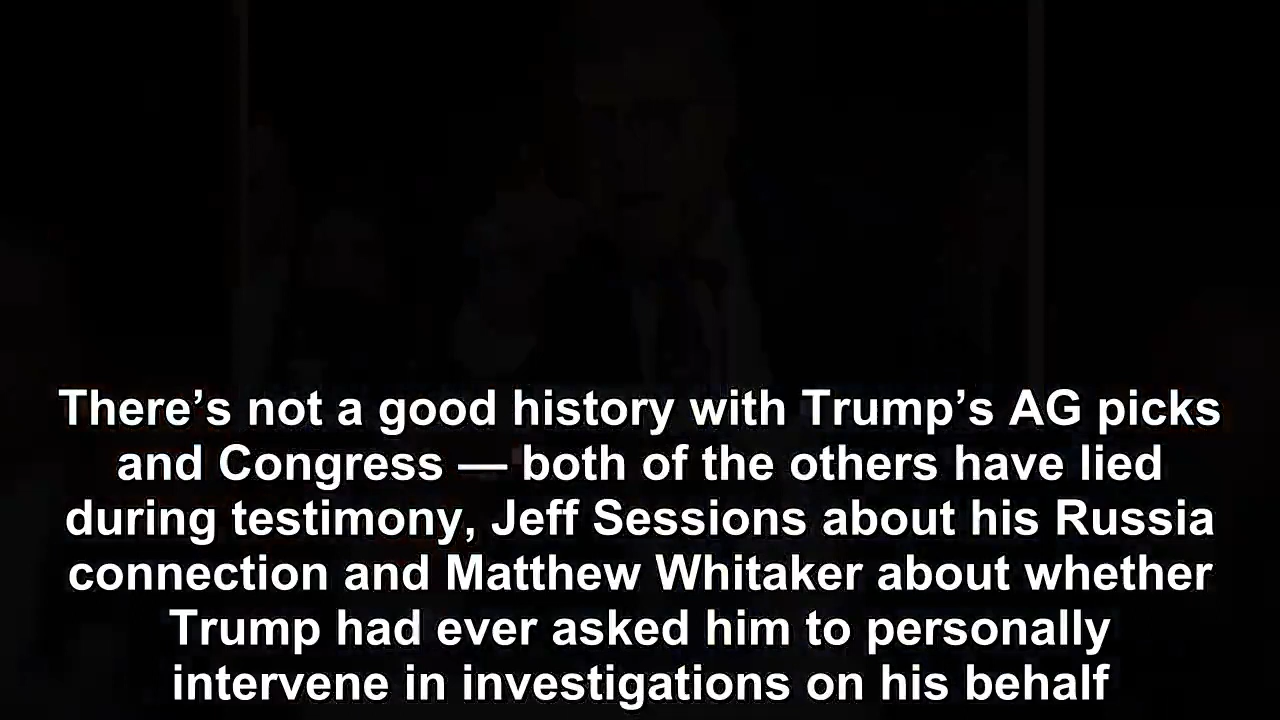 There’s not a good history with Trump’s AG picks
and Congress — both of the others have lied
during testimony, Jeff Sessions about his Russia
connection and Matthew Whitaker about whether
Trump had ever asked him to personally
intervene in investigations on his behalf